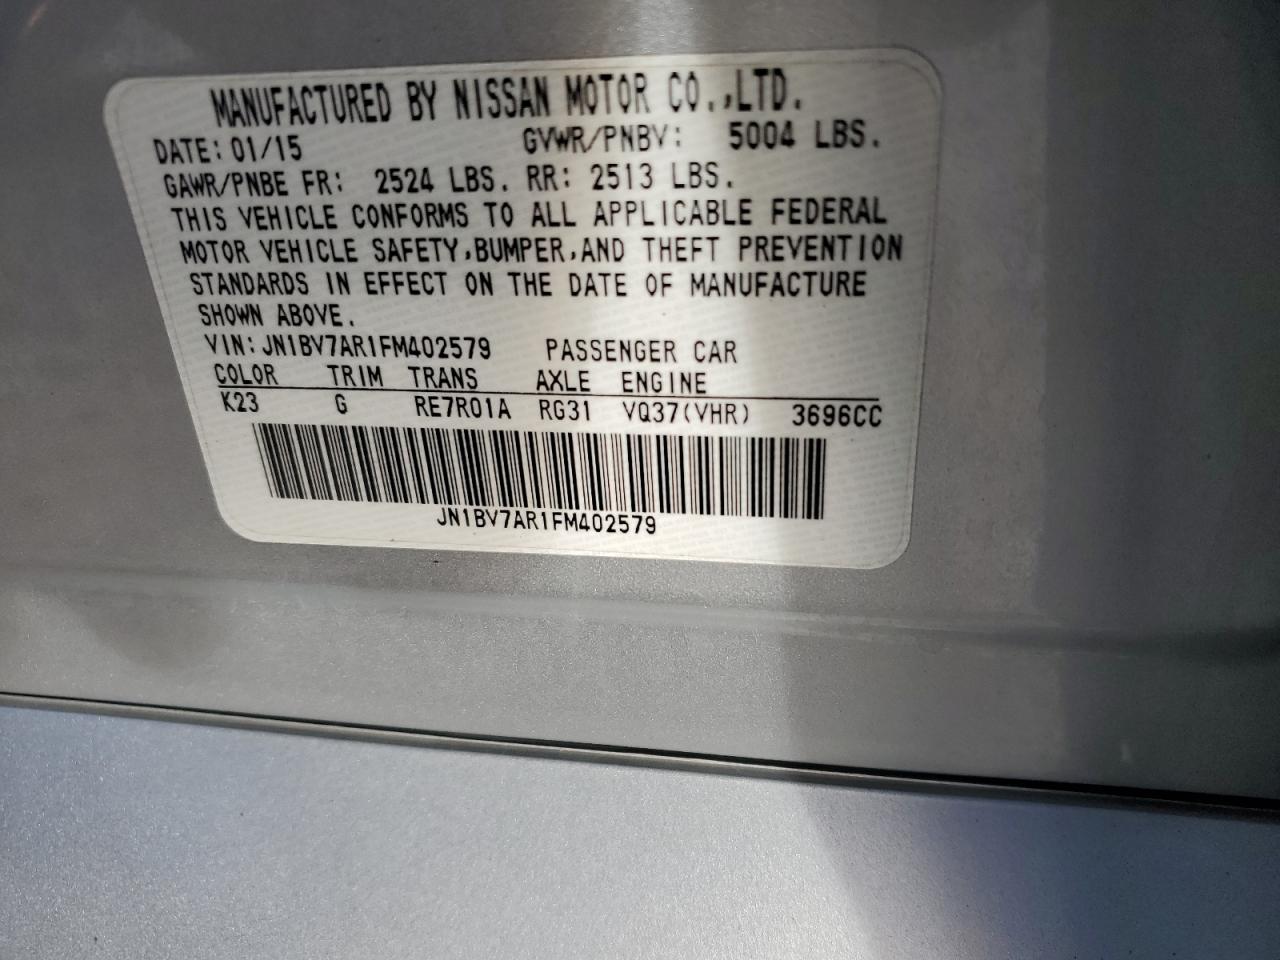 MANUFACTURED BY NISSAN MOTOR CO.,LTD.
DATE: 01/15 GVWR/PNBV: 5004 LBS.
GAWR/PNBE FR: 2524 LBS. RR: 2513 LBS.
THIS VEHICLE CONFORMS TO ALL APPLICABLE FEDERAL
MOTOR VEHICLE SAFETY,BUMPER,AND THEFT PREVENTION
STANDARDS IN EFFECT ON THE DATE OF MANUFACTURE
SHOWN ABOVE.
VIN: JN1BV7AR1FM402579 PASSENGER CAR
COLOR TRIM TRANS AXLE ENGINE
K23 G RE7R01A RG31 VQ37(VHR) 3696CC
JN1BV7AR1FM402579